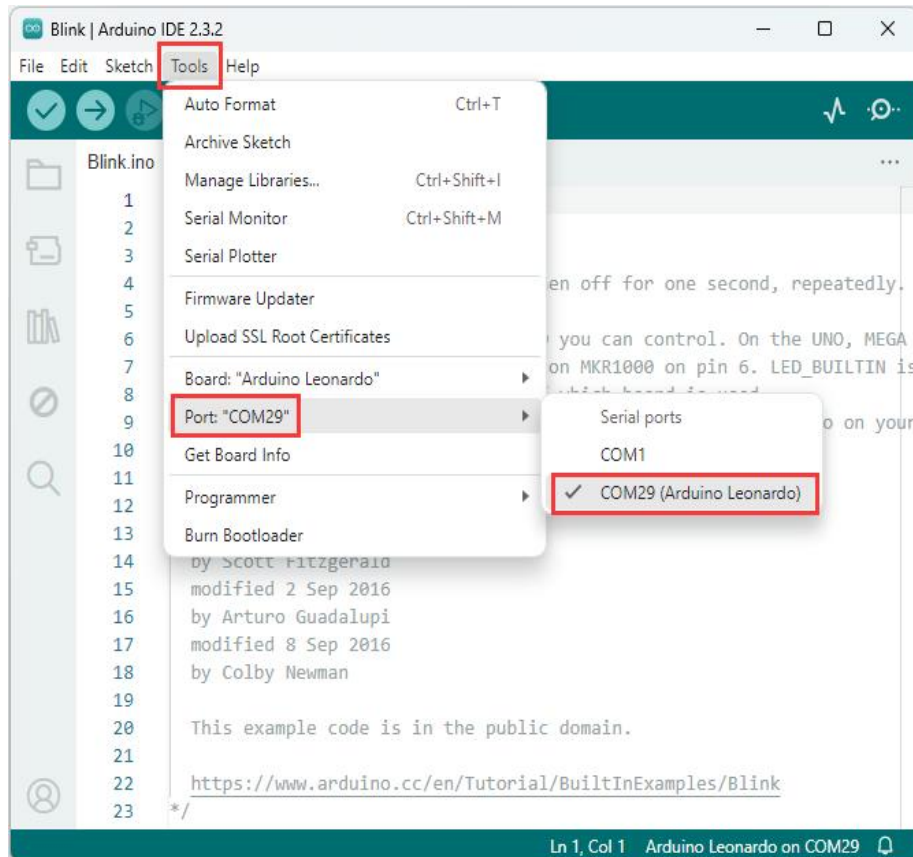 Blink | Arduino IDE 2.3.2
File Edit Sketch Tools Help
Blink.ino
Auto Format Ctrl+T
Archive Sketch
Manage Libraries... Ctrl+Shift+I
Serial Monitor Ctrl+Shift+M
Serial Plotter
Firmware Updater
Upload SSL Root Certificates
Board: "Arduino Leonardo"
Port: "COM29"
Get Board Info
Programmer
Burn Bootloader
Serial ports
COM1
COM29 (Arduino Leonardo)
1
2
3
4 en off for one second, repeatedly.
5
6 you can control. On the UNO, MEGA
7 on MKR1000 on pin 6. LED_BUILTIN is
8 which board is used
9 o on your
10
11
12
13
14 by Scott Fitzgerald
15 modified 2 Sep 2016
16 by Arturo Guadalupi
17 modified 8 Sep 2016
18 by Colby Newman
19
20 This example code is in the public domain.
21
22 https://www.arduino.cc/en/Tutorial/BuiltInExamples/Blink
23 */
Ln 1, Col 1 Arduino Leonardo on COM29